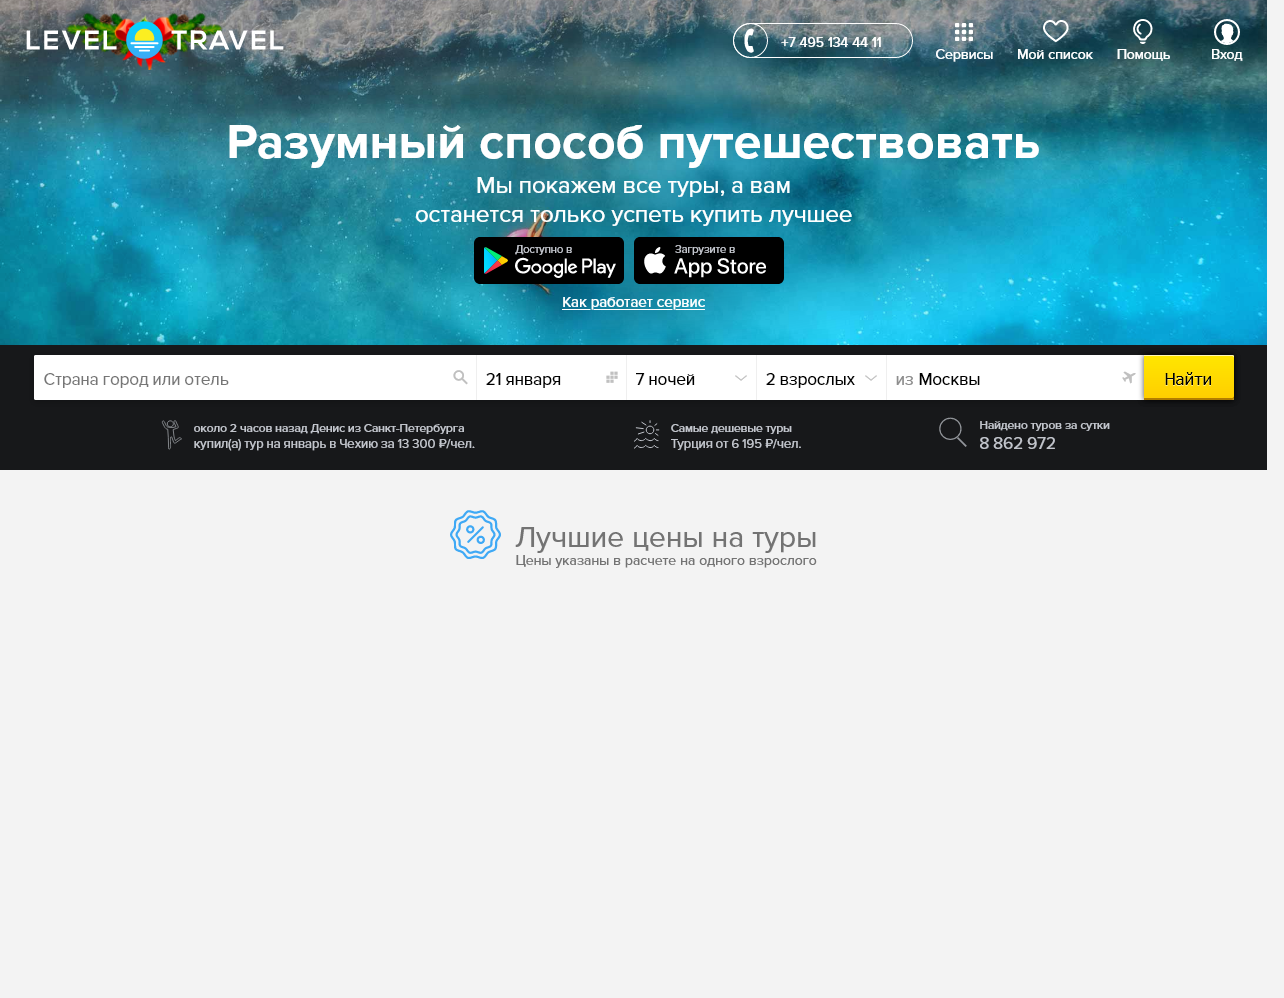 LEVEL TRAVEL
+7 495 134 44 11
Сервисы
Мой список
Помощь
Вход
Разумный способ путешествовать
Мы покажем все туры, а вам
останется только успеть купить лучшее
Доступно в
Google Play
Загрузите в
App Store
Как работает сервис
Страна город или отель
21 января
7 ночей
2 взрослых
из Москвы
Найти
около 2 часов назад Денис из Санкт-Петербурга
купил(а) тур на январь в Чехию за 13 300 ₽/чел.
Самые дешевые туры
Турция от 6 195 ₽/чел.
Найдено туров за сутки
8 862 972
Лучшие цены на туры
Цены указаны в расчете на одного взрослого